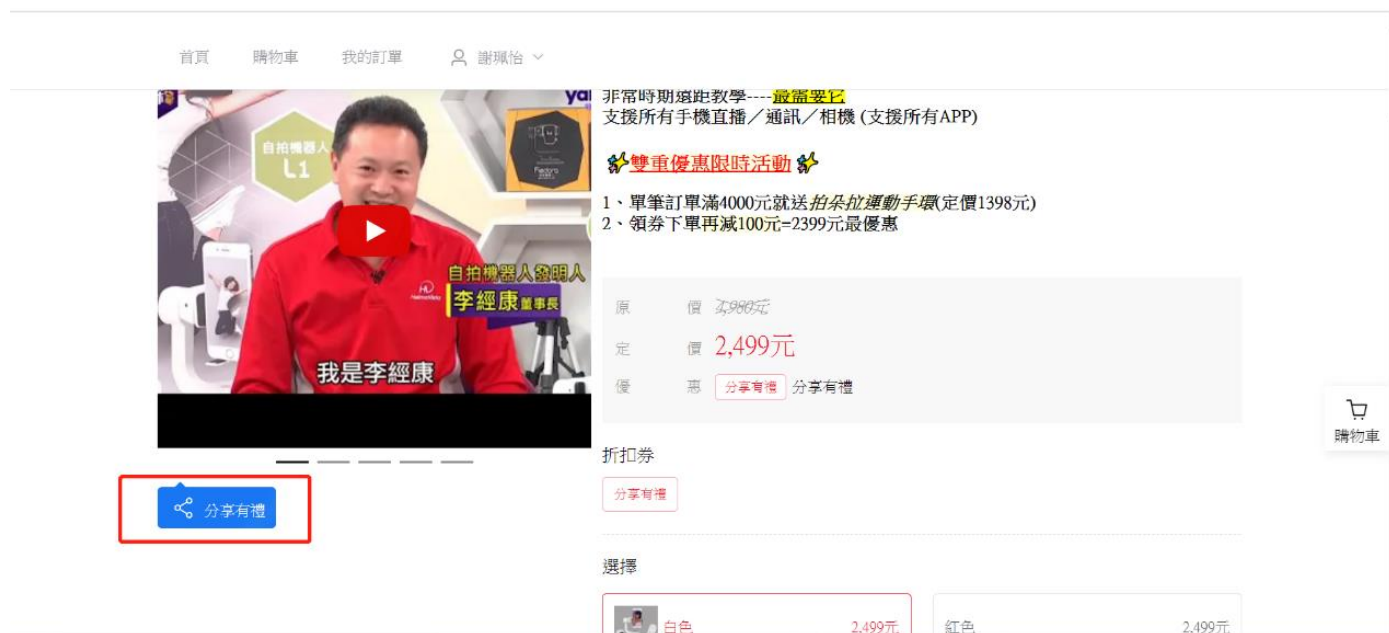 首頁
購物車
我的訂單
謝珮怡
非常時期遠距教學----最需要它
支援所有手機直播／通訊／相機 (支援所有APP)
雙重優惠限時活動
1、單筆訂單滿4000元就送拍朵拉運動手環(定價1398元)
2、領券下單再減100元=2399元最優惠
自拍機器人
L1
自拍機器人發明人
李經康董事長
我是李經康
原價 3,980元
定價 2,499元
優惠 分享有禮 分享有禮
購物車
折扣券
分享有禮
分享有禮
選擇
白色 2,499元
紅色 2,499元